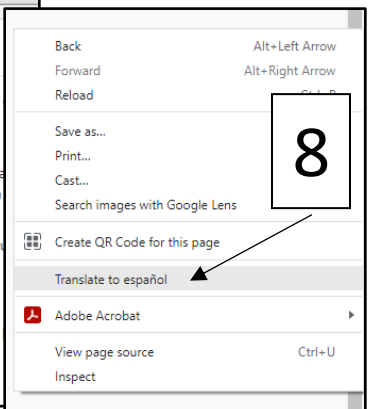 Back Alt+Left Arrow
Forward Alt+Right Arrow
Reload
8
Save as...
Print...
Cast...
Search images with Google Lens
Create QR Code for this page
Translate to español
Adobe Acrobat
View page source Ctrl+U
Inspect